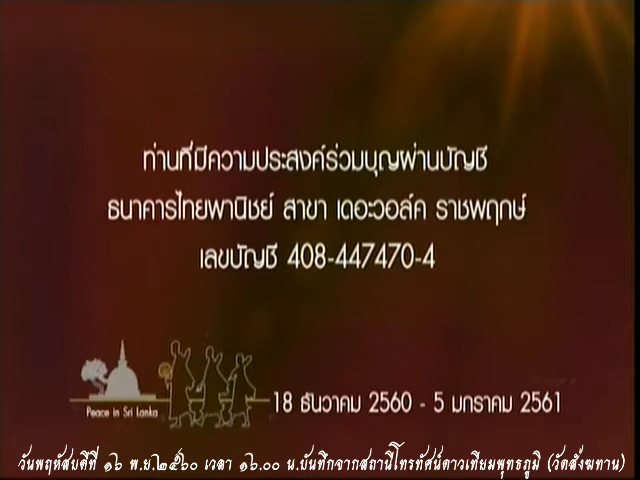 ท่านที่มีความประสงค์ร่วมบุญผ่านบัญชี
ธนาคารไทยพานิชย์ สาขา เดอะวอล์ค ราชพฤกษ์
เลขบัญชี 408-447470-4
Peace in Sri Lanka
18 ธันวาคม 2560 - 5 มกราคม 2561
วันพฤหัสบดีที่ ๑๖ พ.ย.๒๕๖๐ เวลา ๑๖.๐๐ น.บันทึกจากสถานีโทรทัศน์ดาวเทียมพุทธภูมิ (วัดสังฆทาน)